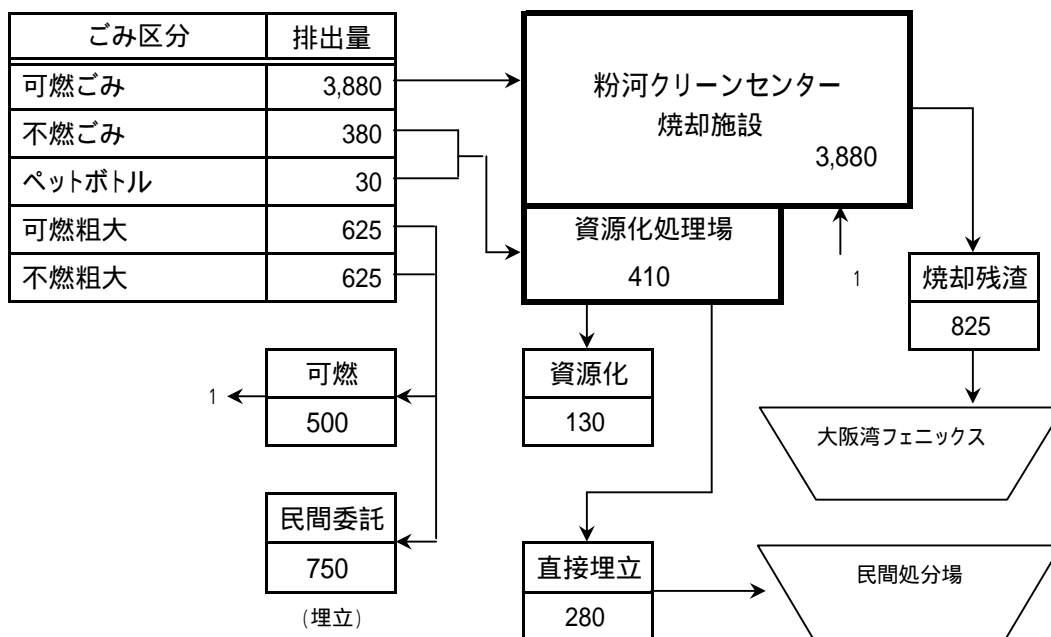 ごみ区分 排出量
可燃ごみ 3,880
不燃ごみ 380
ペットボトル 30
可燃粗大 625
不燃粗大 625
粉河クリーンセンター
焼却施設
3,880
資源化処理場
410
1
焼却残渣
825
1
可燃
500
資源化
130
大阪湾フェニックス
民間委託
750
(埋立)
直接埋立
280
民間処分場